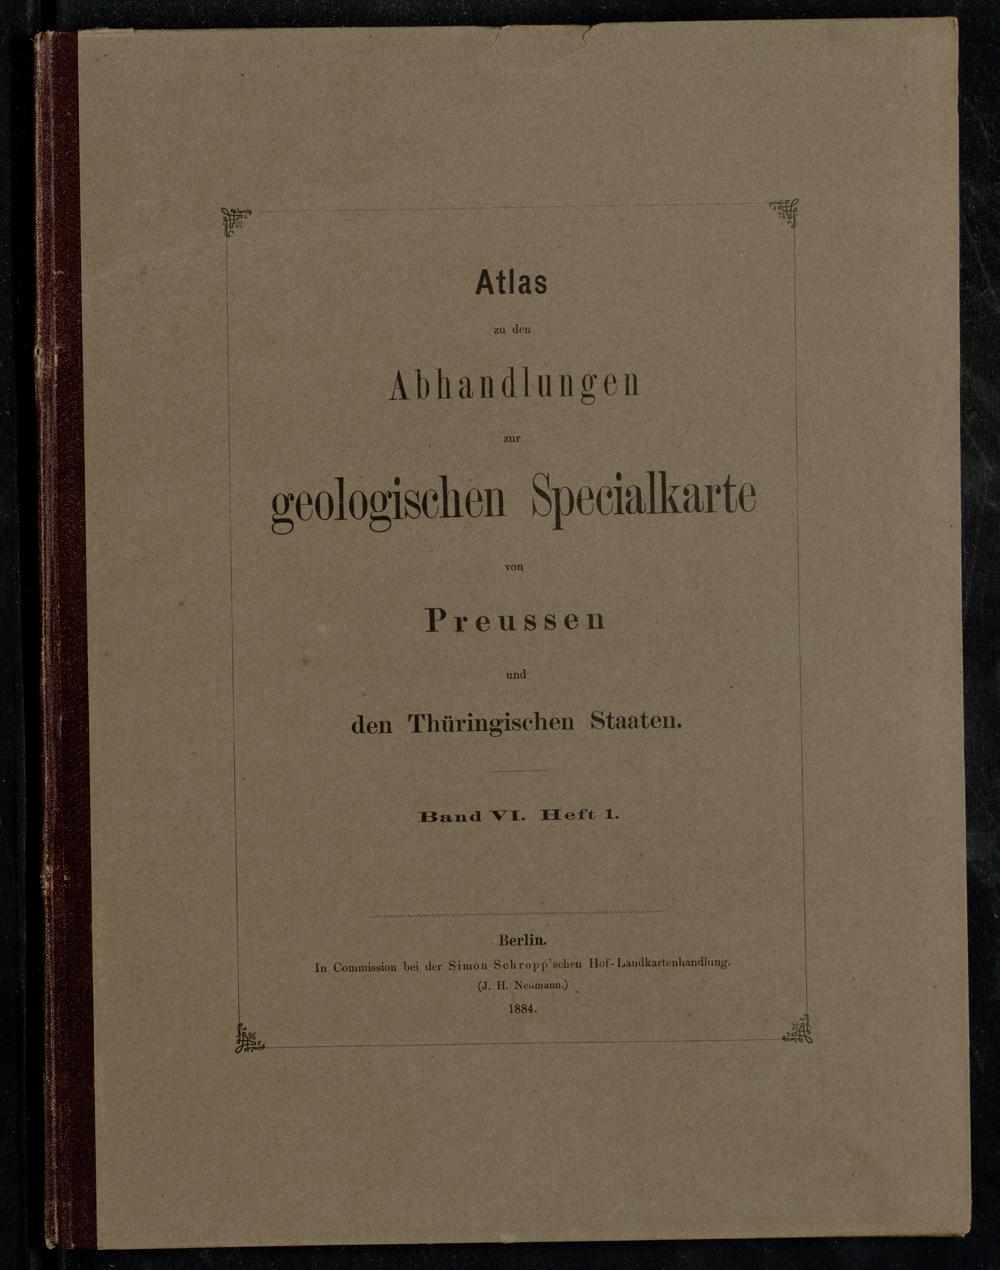 Atlas
zu den
Abhandlungen
zur
geologischen Specialkarte
von
Preussen
und
den Thüringischen Staaten.
Band VI. Heft 1.
Berlin.
In Commission bei der Simon Schropp'schen Hof-Landkartenhandlung.
(J. H. Neumann.)
1884.